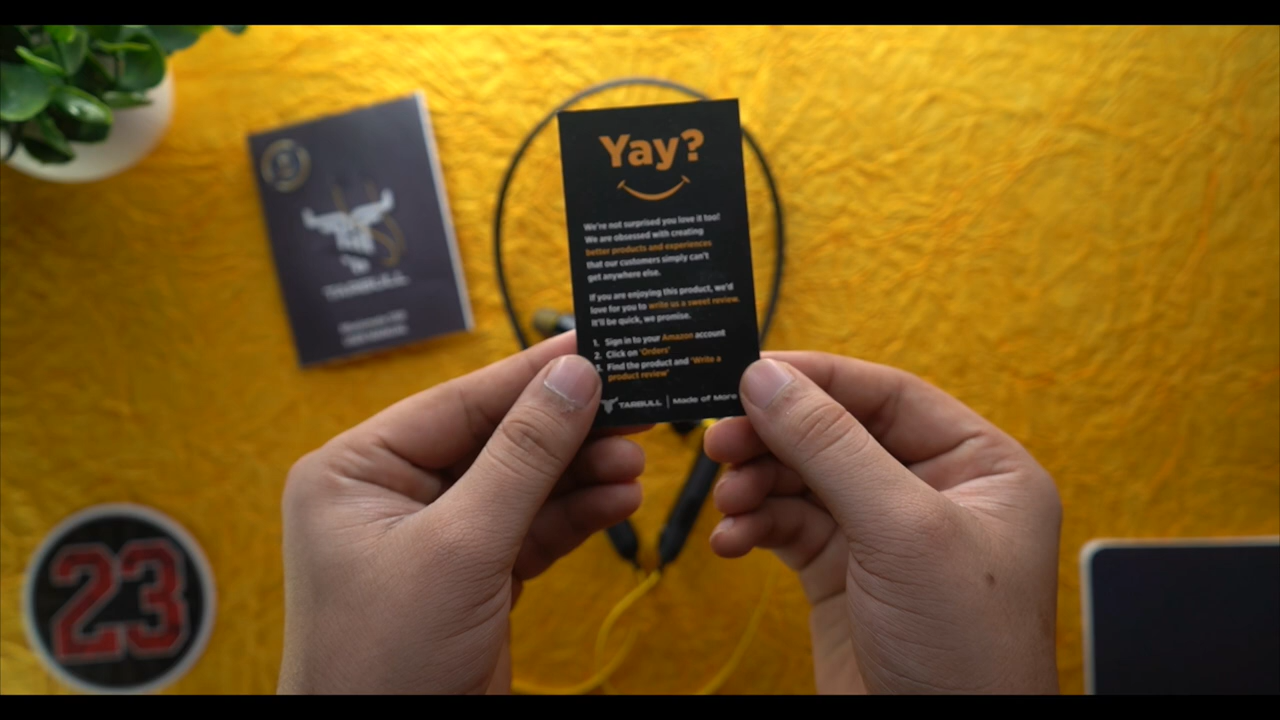 Yay?
We're not surprised you love it too!
We are obsessed with creating
better products and experiences
that our customers simply can't
get anywhere else.
If you are enjoying this product, we'd
love for you to write us a sweet review.
It'll be quick, we promise.
1. Sign in to your Amazon account
2. Click on 'Orders'
3. Find the product and 'Write a
product review'
TARBULL | Made of More
TARBULL
23